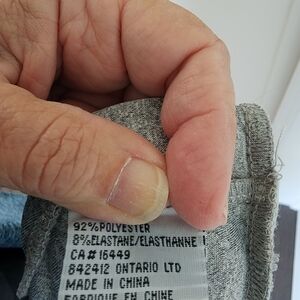 92%POLYESTER
8%ELASTANE/ELASTHANNE
CA# 16449
842412 ONTARIO LTD
MADE IN CHINA
FABRIQUE EN CHINE